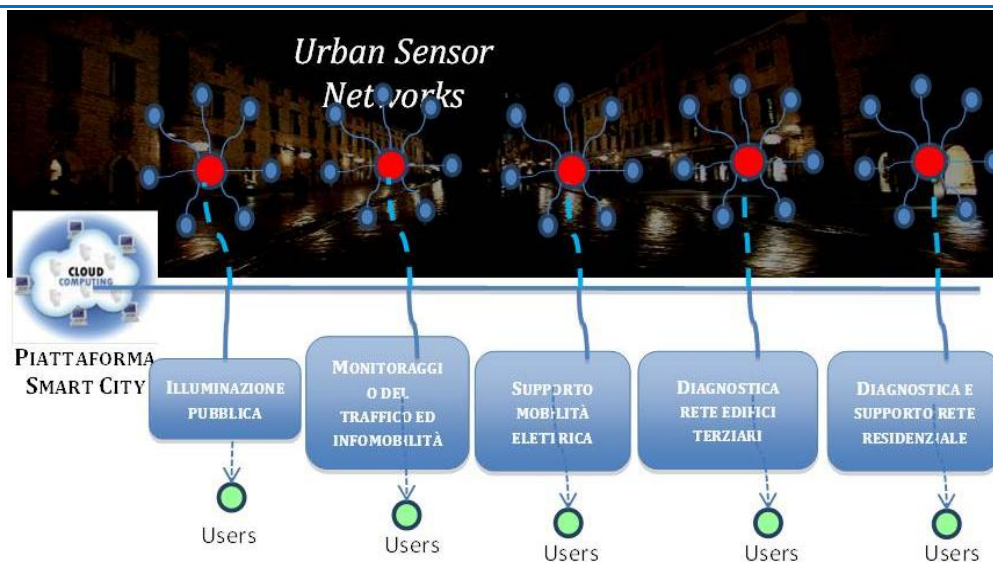 Urban Sensor
Networks
CLOUD
COMPUTING
PIATTAFORMA
SMART CITY
ILLUMINAZIONE
PUBBLICA
MONITORAGGI
O DEL
TRAFFICO ED
INFOMOBILITÀ
SUPPORTO
MOBILITÀ
ELETTRICA
DIAGNOSTICA
RETE EDIFICI
TERZIARI
DIAGNOSTICA E
SUPPORTO RETE
RESIDENZIALE
Users
Users
Users
Users
Users